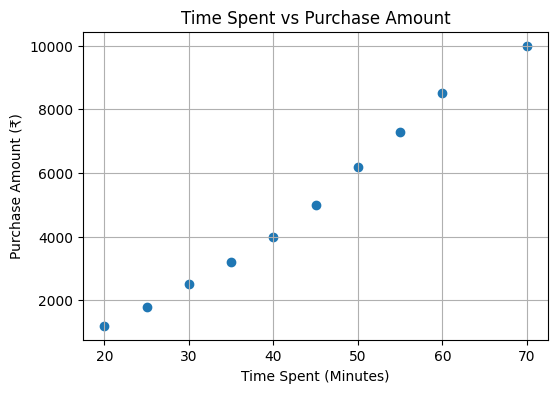 Time Spent vs Purchase Amount
Purchase Amount (₹)
10000
8000
6000
4000
2000
20 30 40 50 60 70
Time Spent (Minutes)